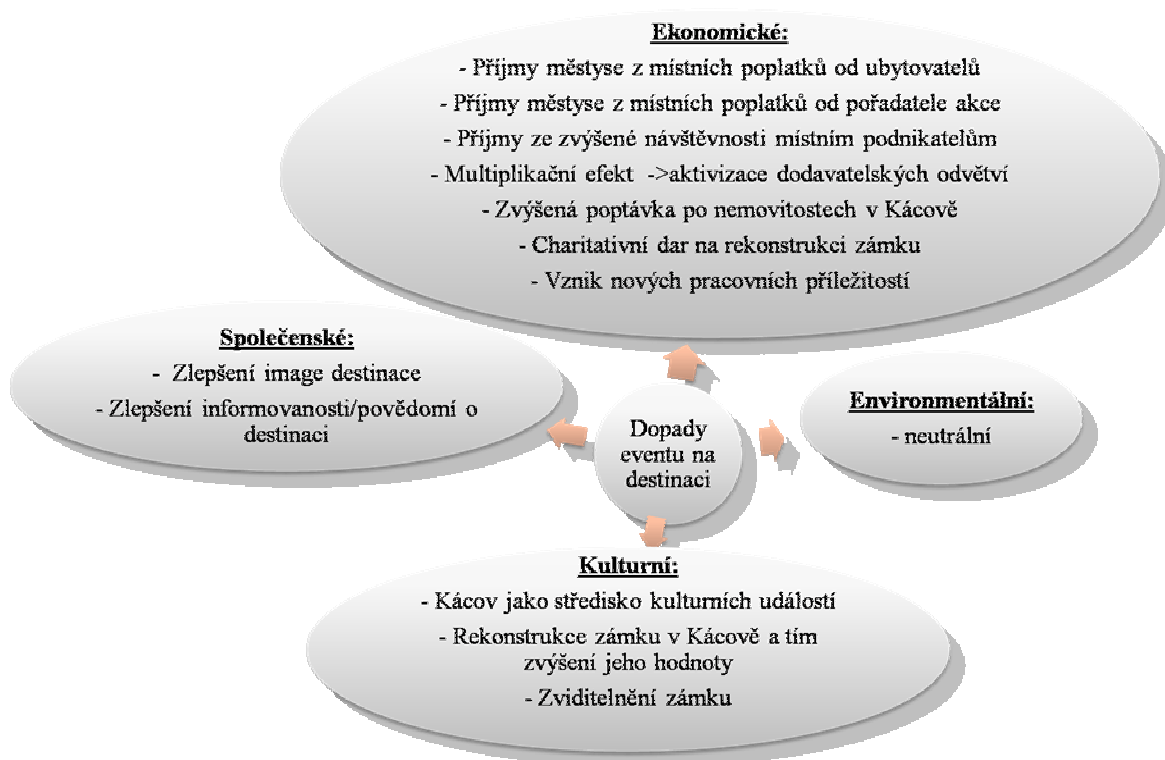 Ekonomické:
- Příjmy městyse z místních poplatků od ubytovatelů
- Příjmy městyse z místních poplatků od pořadatele akce
- Příjmy ze zvýšené návštěvnosti místním podnikatelům
- Multiplikační efekt ->aktivizace dodavatelských odvětví
- Zvýšená poptávka po nemovitostech v Kácově
- Charitativní dar na rekonstrukci zámku
- Vznik nových pracovních příležitostí
Společenské:
- Zlepšení image destinace
- Zlepšení informovanosti/povědomí o
destinaci
Dopady
eventu na
destinaci
Environmentální:
- neutrální
Kulturní:
- Kácov jako středisko kulturních událostí
- Rekonstrukce zámku v Kácově a tím
zvýšení jeho hodnoty
- Zviditelnění zámku